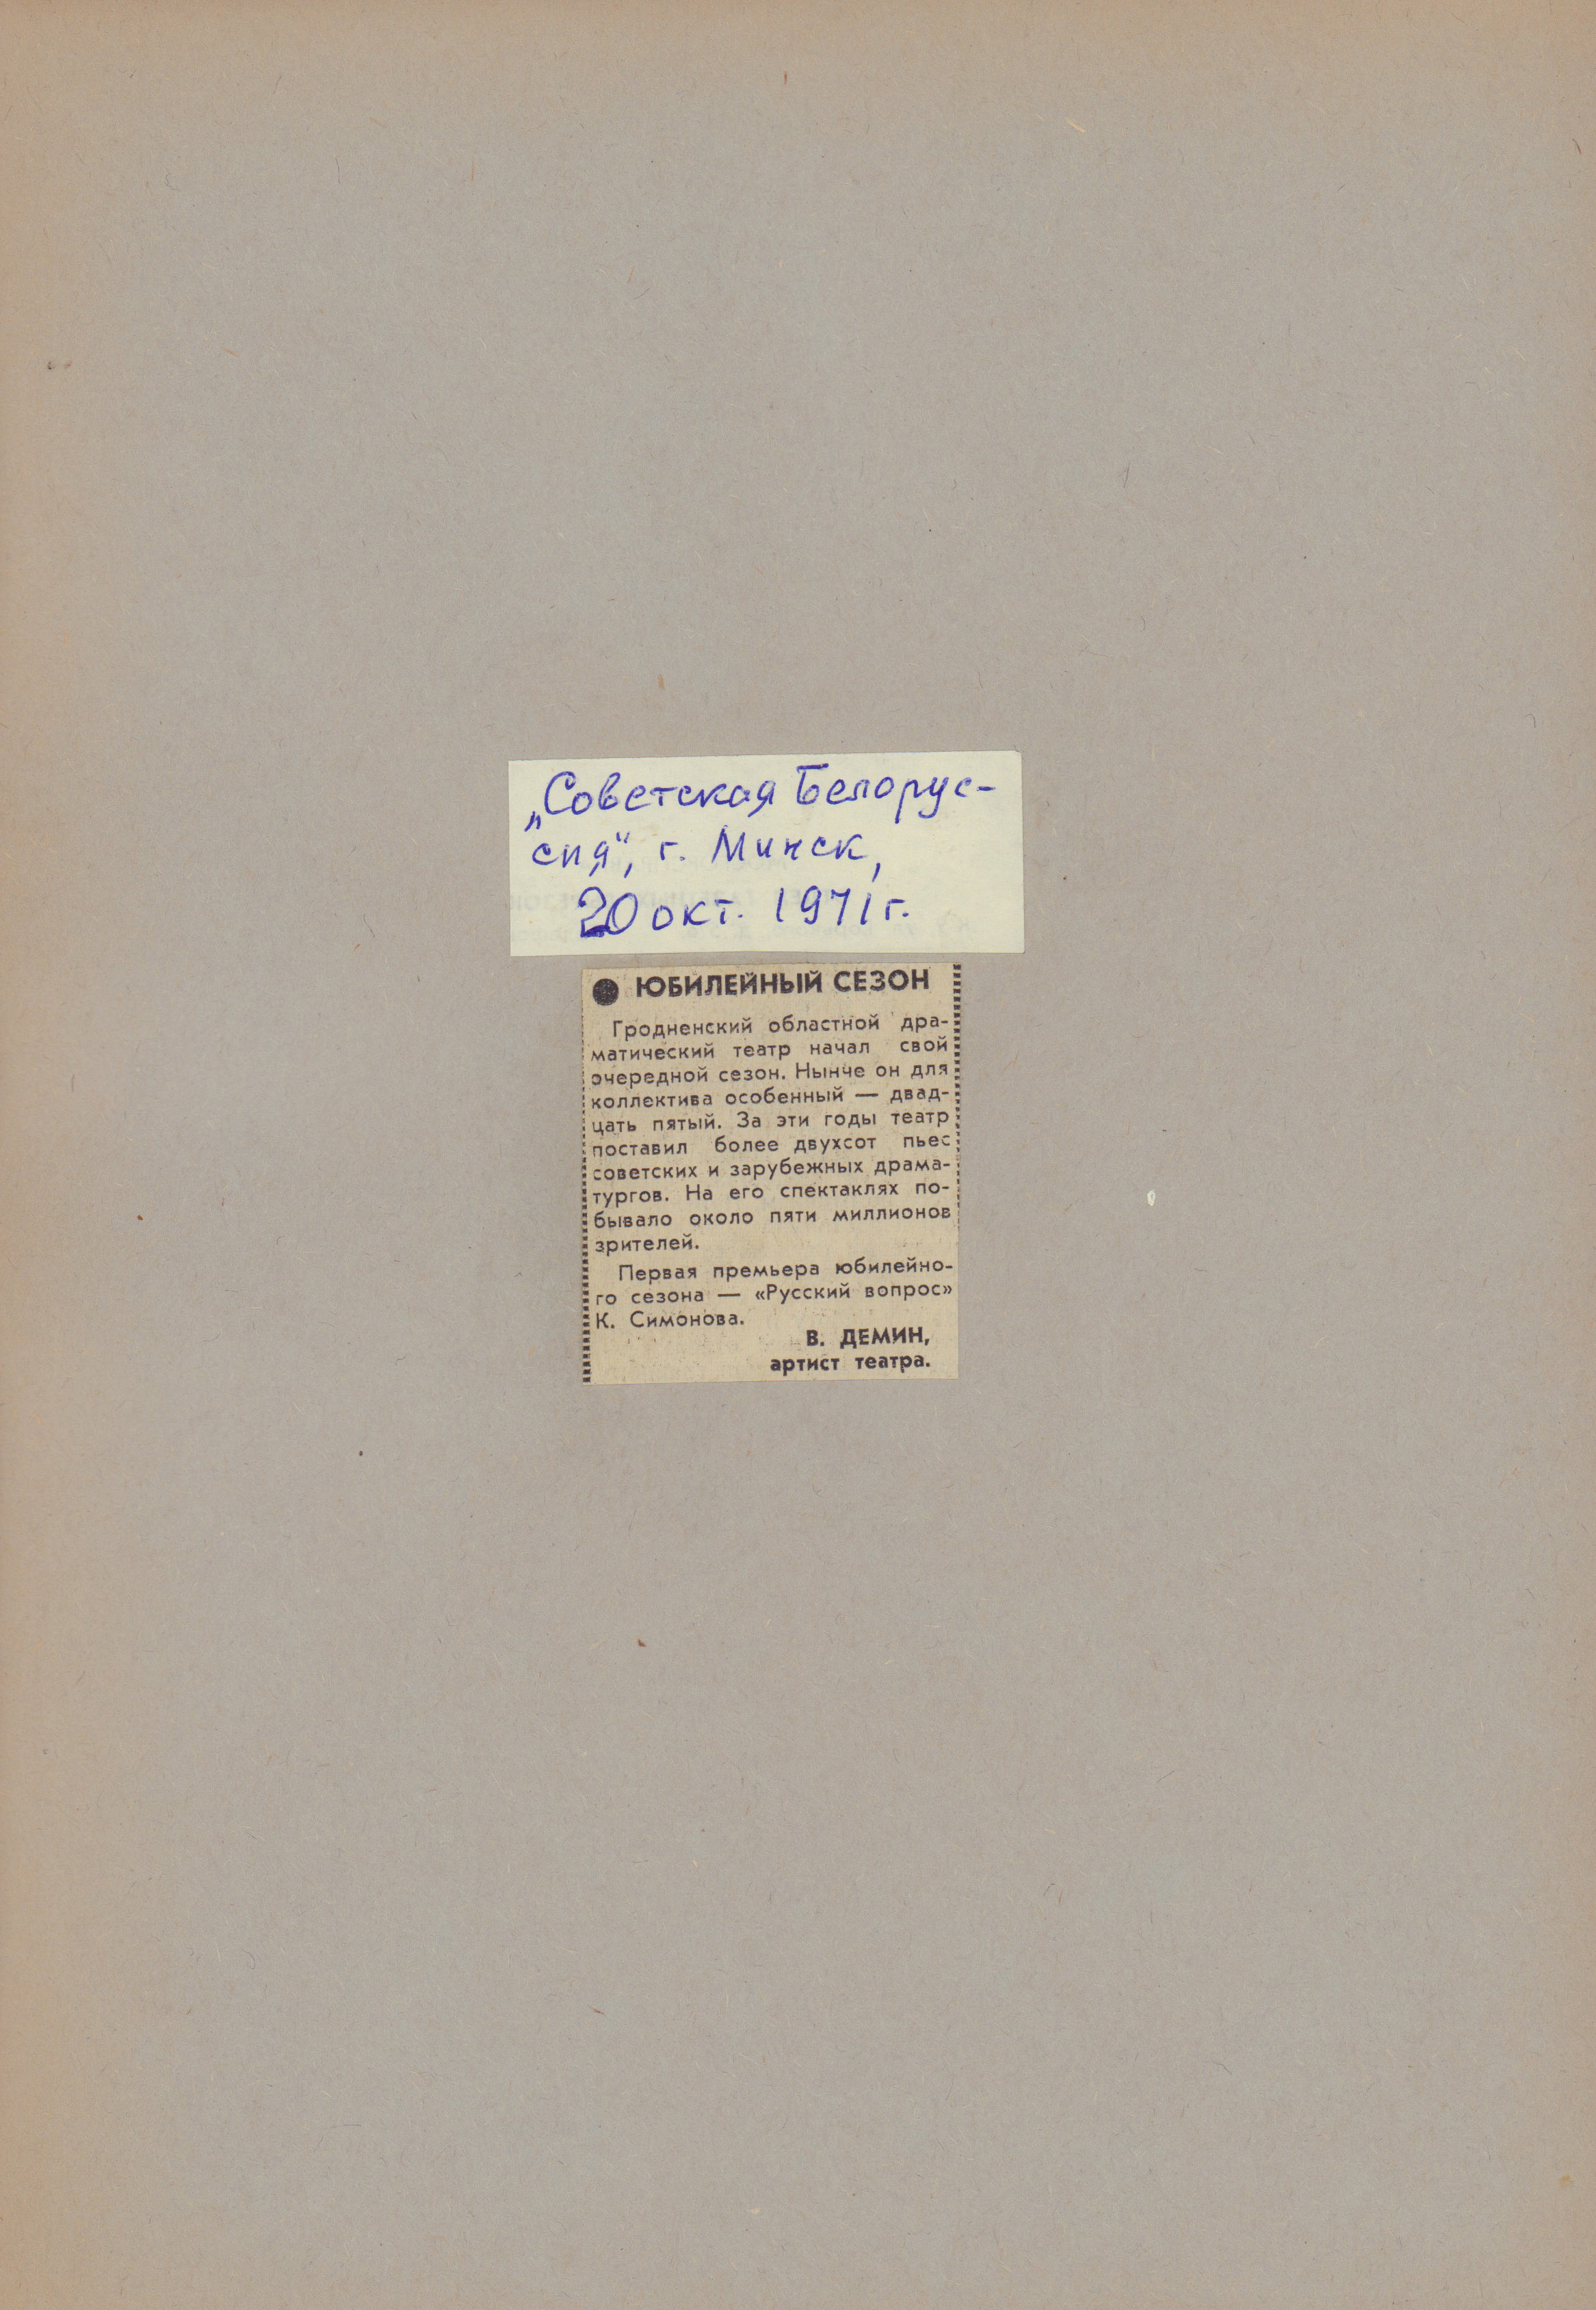 „Советская Белорус-
сия“, г. Минск,
20 окт. 1971 г.
● ЮБИЛЕЙНЫЙ СЕЗОН
Гродненский областной дра-
матический театр начал свой
очередной сезон. Нынче он для
коллектива особенный — двад-
цать пятый. За эти годы театр
поставил более двухсот пьес
советских и зарубежных драма-
тургов. На его спектаклях по-
бывало около пяти миллионов
зрителей.
Первая премьера юбилейно-
го сезона — «Русский вопрос»
К. Симонова.
В. ДЕМИН,
артист театра.